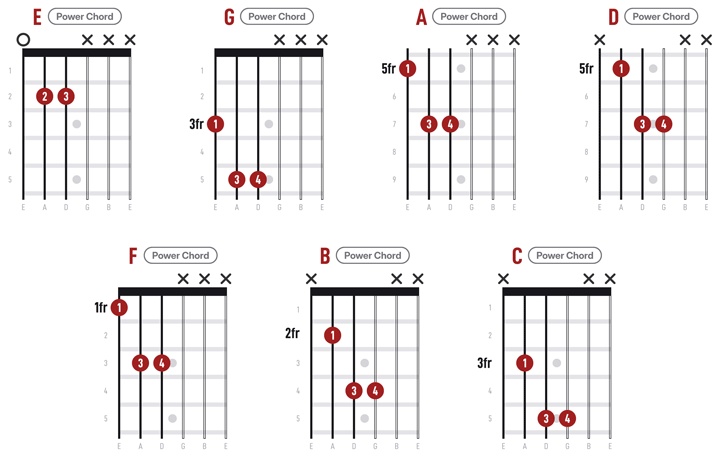 E Power Chord G Power Chord A Power Chord D Power Chord
O X X X X X X X X X X X X
1 2 2 3 3 4 5 E A D G B E
1 2 3fr 1 4 5 3 4 E A D G B E
5fr 1 6 7 3 4 8 9 E A D G B E
5fr 1 6 7 3 4 8 9 E A D G B E
F Power Chord B Power Chord C Power Chord
X X X X X X X X X
1fr 1 2 3 3 4 4 5 E A D G B E
1 2fr 1 3 4 3 4 5 E A D G B E
1 2 3fr 1 4 5 3 4 E A D G B E